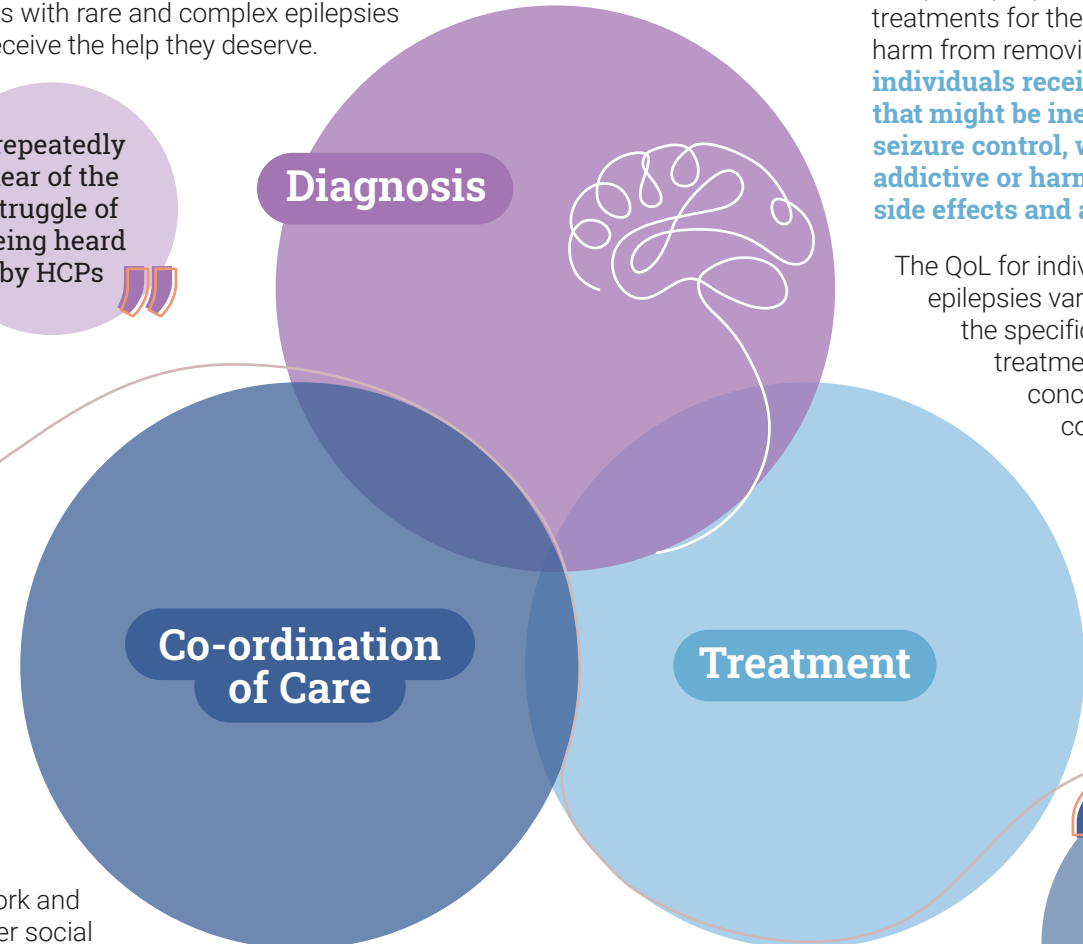 s with rare and complex epilepsies
eceive the help they deserve.
repeatedly
ear of the
truggle of
eing heard
by HCPs
Diagnosis
treatments for the
harm from removi
individuals recei
that might be ine
seizure control, w
addictive or harm
side effects and a
The QoL for indiv
epilepsies var
the specific
treatme
conc
co
Co-ordination
of Care
Treatment
ork and
er social